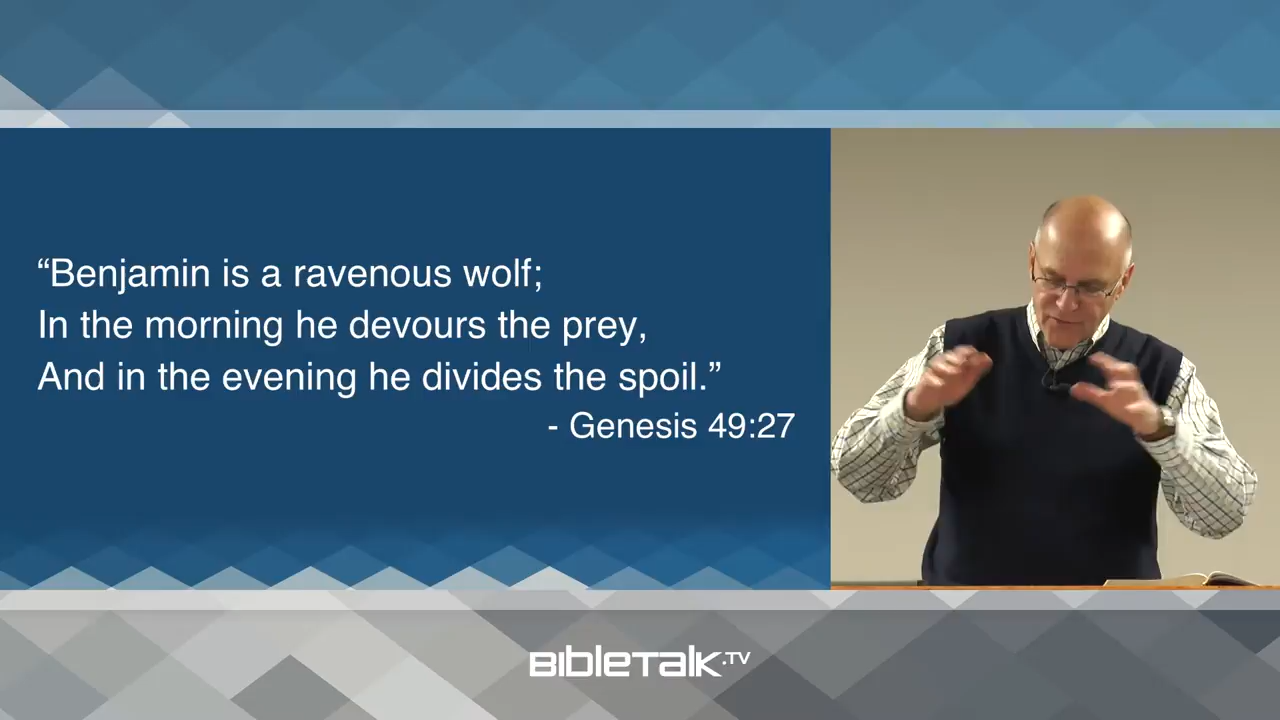 “Benjamin is a ravenous wolf;
In the morning he devours the prey,
And in the evening he divides the spoil.”
- Genesis 49:27
BIBLETALK.TV